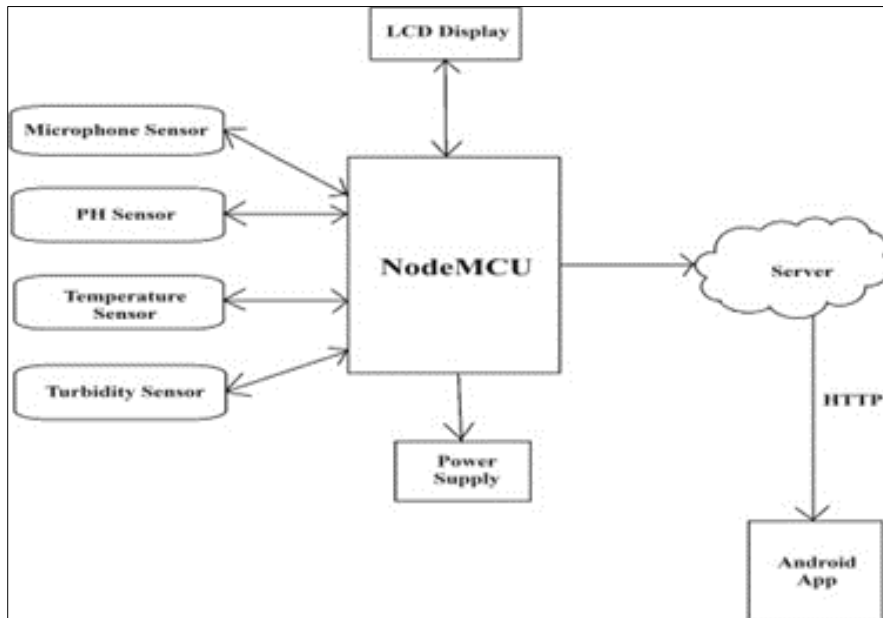 LCD Display
Microphone Sensor
PH Sensor
NodeMCU
Server
Temperature
Sensor
Turbidity Sensor
HTTP
Power
Supply
Android
App